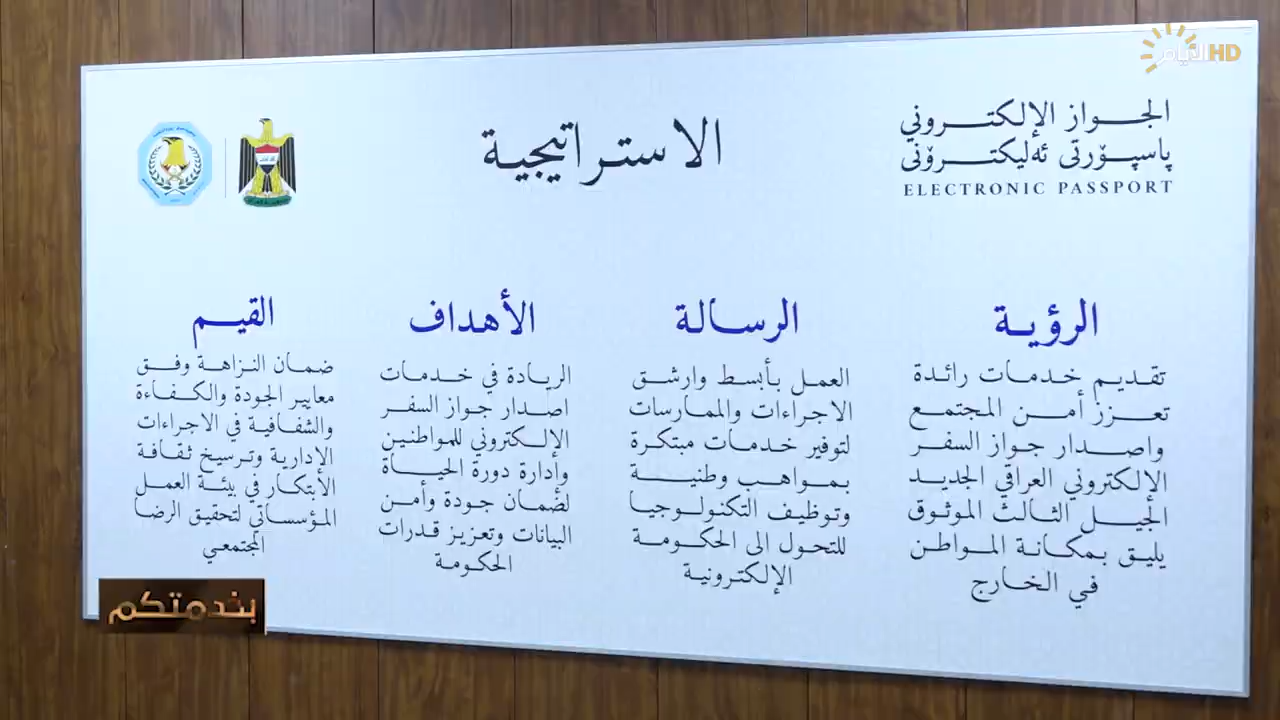 الايام HD
الجواز الإلكتروني
پاسپۆرتی ئەلیکترۆنی
ELECTRONIC PASSPORT
الاستراتيجية
الرؤية
تقديم خدمات رائدة
تعزز أمن المجتمع
واصدار جواز السفر
الإلكتروني العراقي الجديد
الجيل الثالث الموثوق
يليق بمكانة المواطن
في الخارج
الرسالة
العمل بأبسط وارشق
الاجراءات والممارسات
لتوفير خدمات مبتكرة
بمواهب وطنية
وتوظيف التكنولوجيا
للتحول الى الحكومة
الإلكترونية
الأهداف
الريادة في خدمات
اصدار جواز السفر
الإلكتروني للمواطنين
وإدارة دورة الحياة
لضمان جودة وأمن
البيانات وتعزيز قدرات
الحكومة
القيم
ضمان النزاهة وفق
معايير الجودة والكفاءة
والشفافية في الاجراءات
الإدارية وترسيخ ثقافة
الابتكار في بيئة العمل
المؤسساتي لتحقيق الرضا
المجتمعي
بخدمتكم